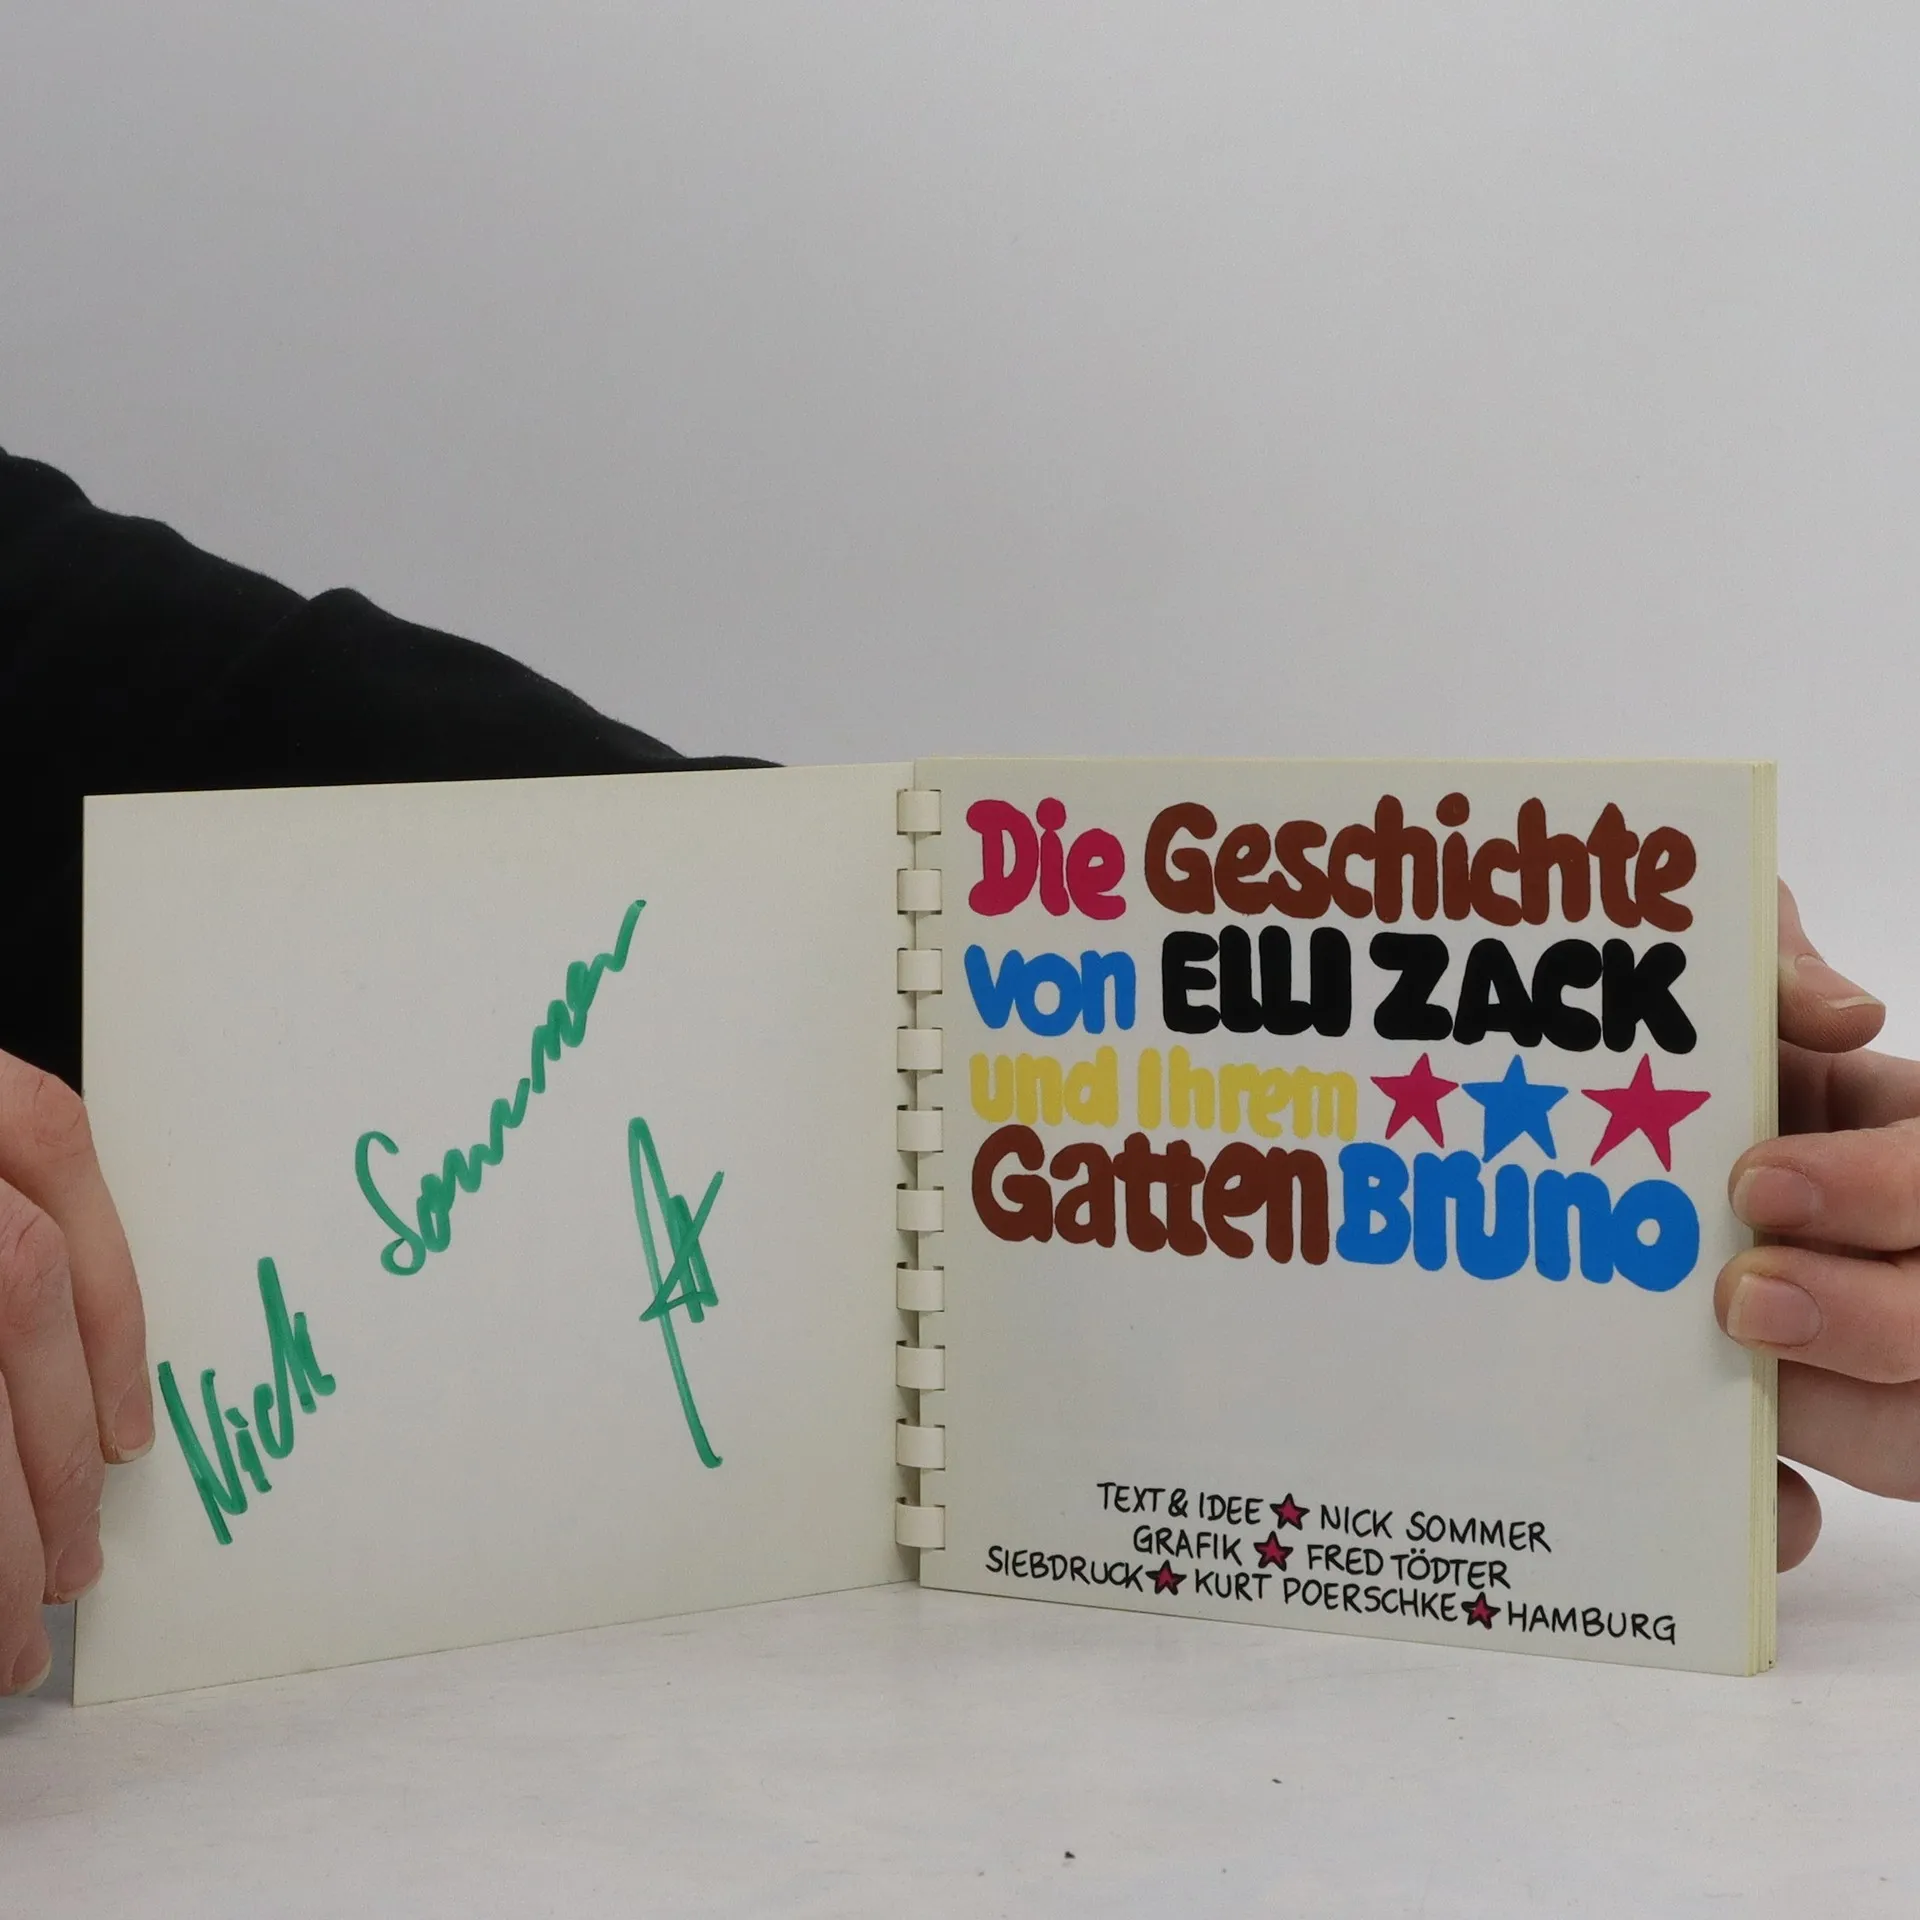 Nick Sommer
Die Geschichte
von ELLI ZACK
und Ihrem
Gatten Bruno
TEXT & IDEE NICK SOMMER
GRAFIK FRED TÖDTER
SIEBDRUCK KURT POERSCHKE HAMBURG